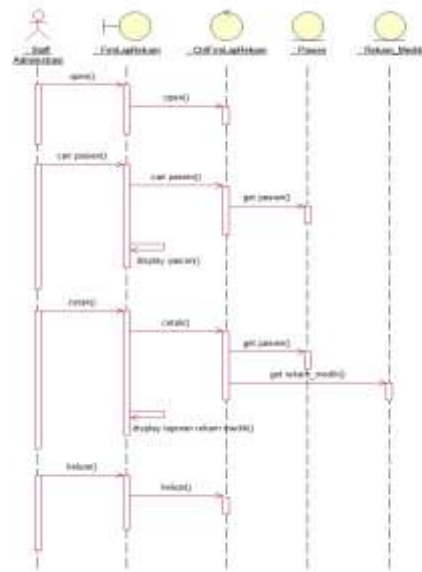 : Staff
Administrasi
: FrmLapRekam
: CtrlFrmLapRekam
: Pasien
: Rekam_Medik
open()
open()
cari pasien()
cari pasien()
get pasien()
display pasien()
cetak()
cetak()
get pasien()
get rekam_medik()
display laporan rekam medik()
keluar()
keluar()